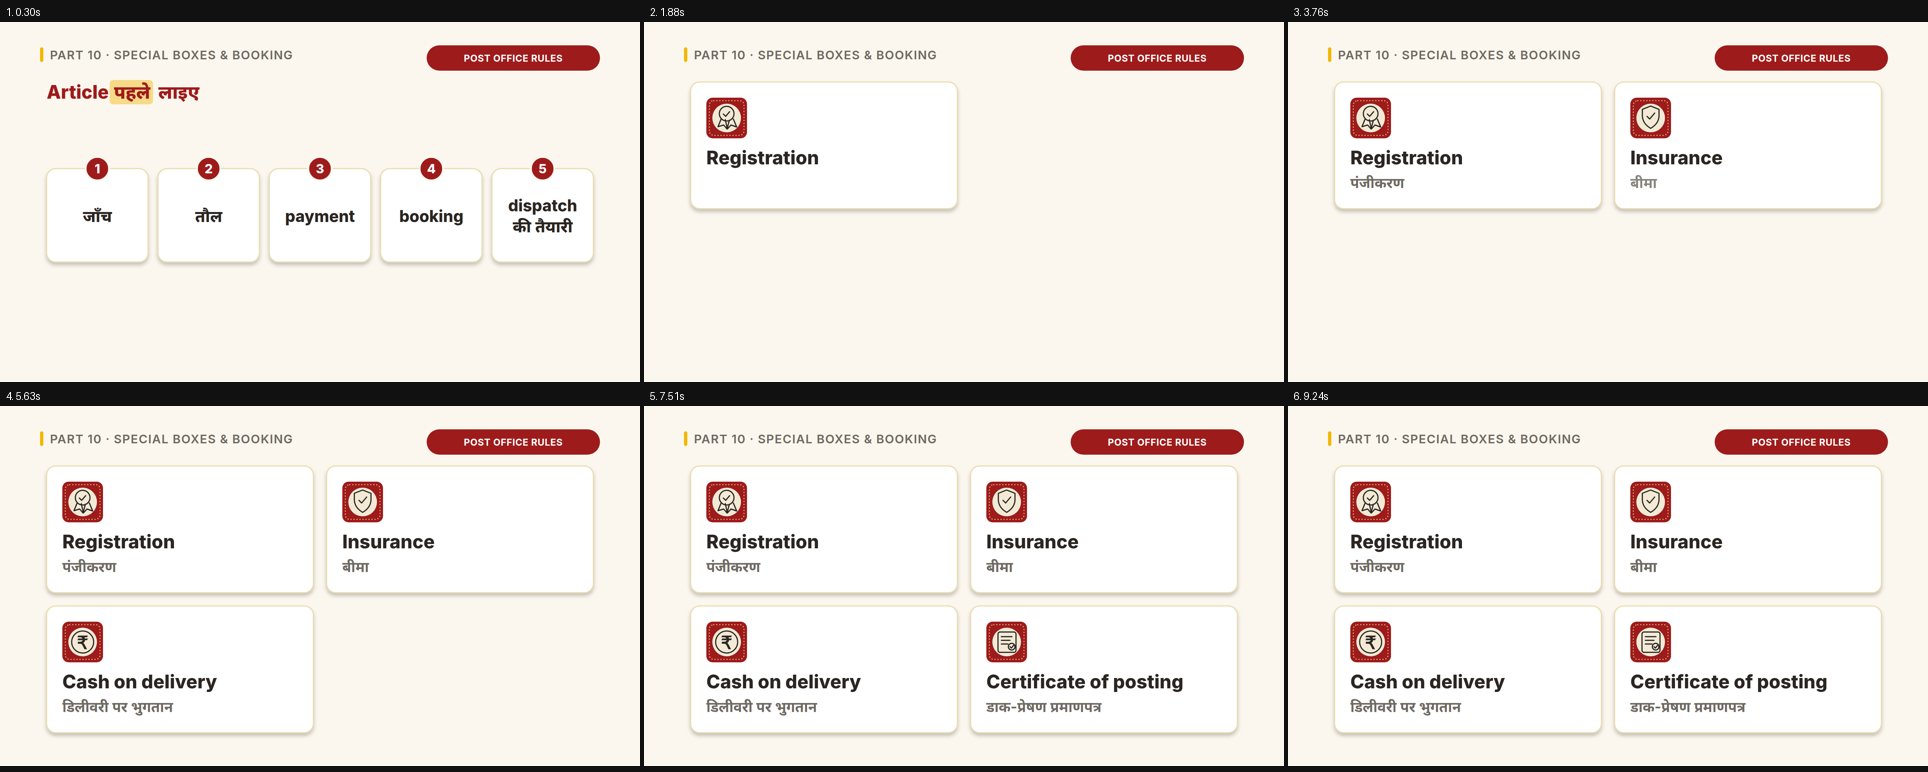 1. 0.30s
PART 10 · SPECIAL BOXES & BOOKING
POST OFFICE RULES
Article पहले लाइए
1
2
3
4
5
जाँच
तौल
payment
booking
dispatch
की तैयारी
2. 1.88s
PART 10 · SPECIAL BOXES & BOOKING
POST OFFICE RULES
Registration
3. 3.76s
PART 10 · SPECIAL BOXES & BOOKING
POST OFFICE RULES
Registration
पंजीकरण
Insurance
बीमा
4. 5.63s
PART 10 · SPECIAL BOXES & BOOKING
POST OFFICE RULES
Registration
पंजीकरण
Insurance
बीमा
₹
Cash on delivery
डिलीवरी पर भुगतान
5. 7.51s
PART 10 · SPECIAL BOXES & BOOKING
POST OFFICE RULES
Registration
पंजीकरण
Insurance
बीमा
₹
Cash on delivery
डिलीवरी पर भुगतान
Certificate of posting
डाक-प्रेषण प्रमाणपत्र
6. 9.24s
PART 10 · SPECIAL BOXES & BOOKING
POST OFFICE RULES
Registration
पंजीकरण
Insurance
बीमा
₹
Cash on delivery
डिलीवरी पर भुगतान
Certificate of posting
डाक-प्रेषण प्रमाणपत्र